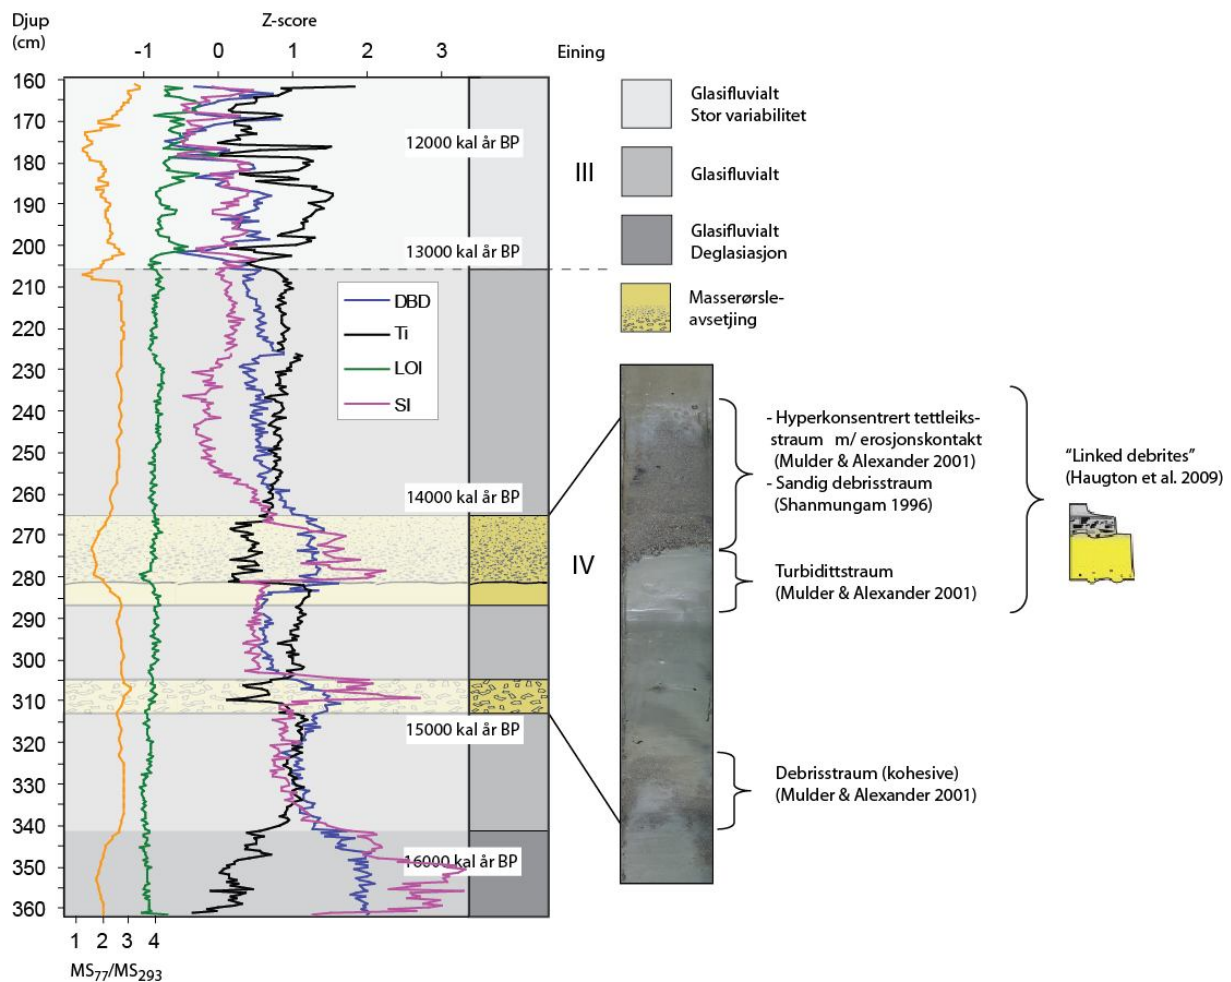 Djup
(cm)
Z-score
-1 0 1 2 3
Eining
160
170
180
190
200
210
220
230
240
250
260
270
280
290
300
310
320
330
340
350
360
12000 kal år BP
13000 kal år BP
14000 kal år BP
15000 kal år BP
16000 kal år BP
DBD
Ti
LOI
SI
1 2 3 4
MS77/MS293
III
IV
Glasifluvialt
Stor variabilitet
Glasifluvialt
Glasifluvialt
Deglasiasjon
Masserørsle-
avsetjing
- Hyperkonsentrert tettleiks-
straum m/ erosjonskontakt
(Mulder & Alexander 2001)
- Sandig debrisstraum
(Shanmungam 1996)
Turbidittstraum
(Mulder & Alexander 2001)
Debrisstraum (kohesive)
(Mulder & Alexander 2001)
“Linked debrites”
(Haugton et al. 2009)